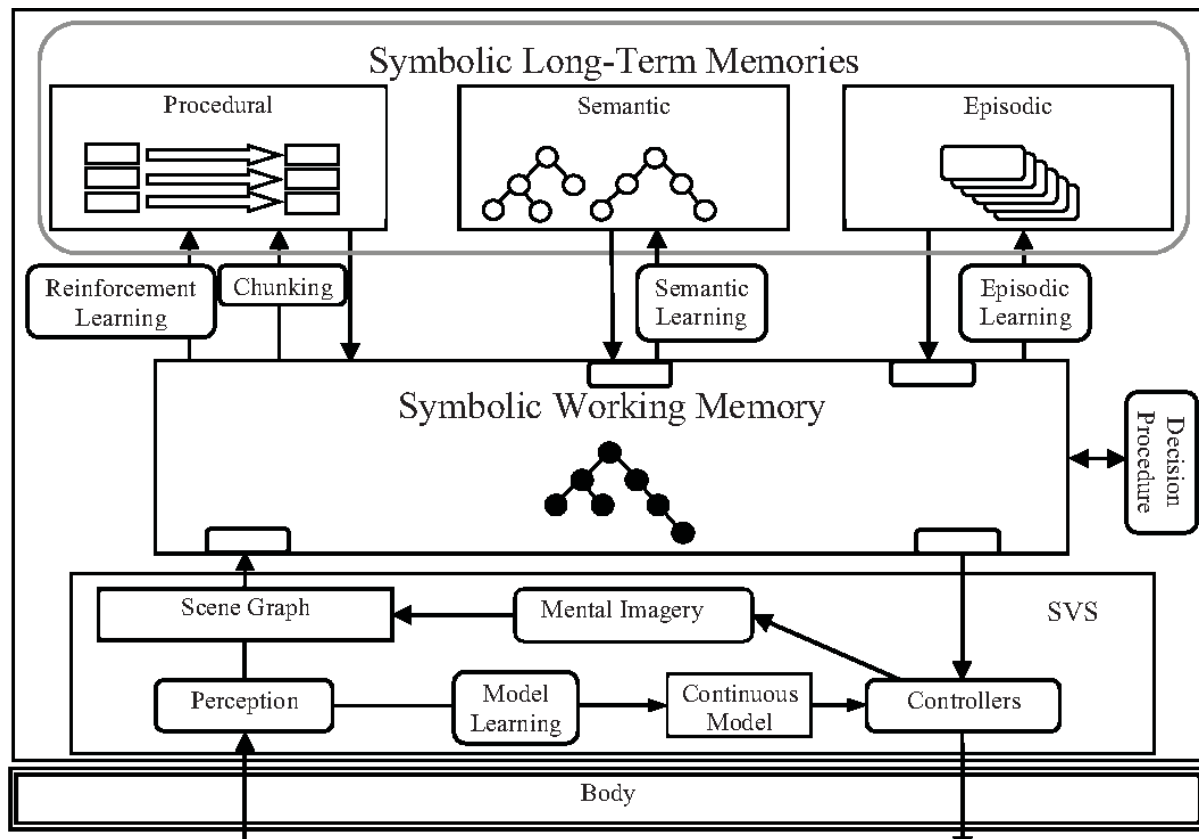 Symbolic Long-Term Memories
Procedural
Semantic
Episodic
Reinforcement
Learning
Chunking
Semantic
Learning
Episodic
Learning
Symbolic Working Memory
Decision
Procedure
Scene Graph
Mental Imagery
SVS
Perception
Model
Learning
Continuous
Model
Controllers
Body